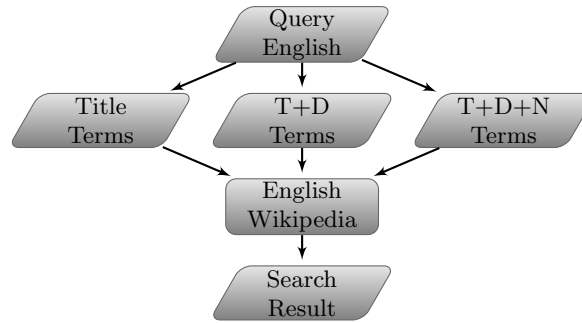 Query
English
Title
Terms
T+D
Terms
T+D+N
Terms
English
Wikipedia
Search
Result